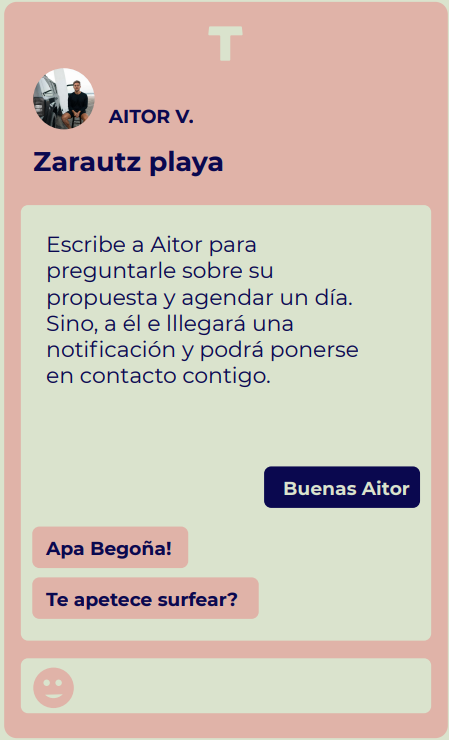 T
AITOR V.
Zarautz playa
Escribe a Aitor para
preguntarle sobre su
propuesta y agendar un día.
Sino, a él e lllegará una
notificación y podrá ponerse
en contacto contigo.
Buenas Aitor
Apa Begoña!
Te apetece surfear?